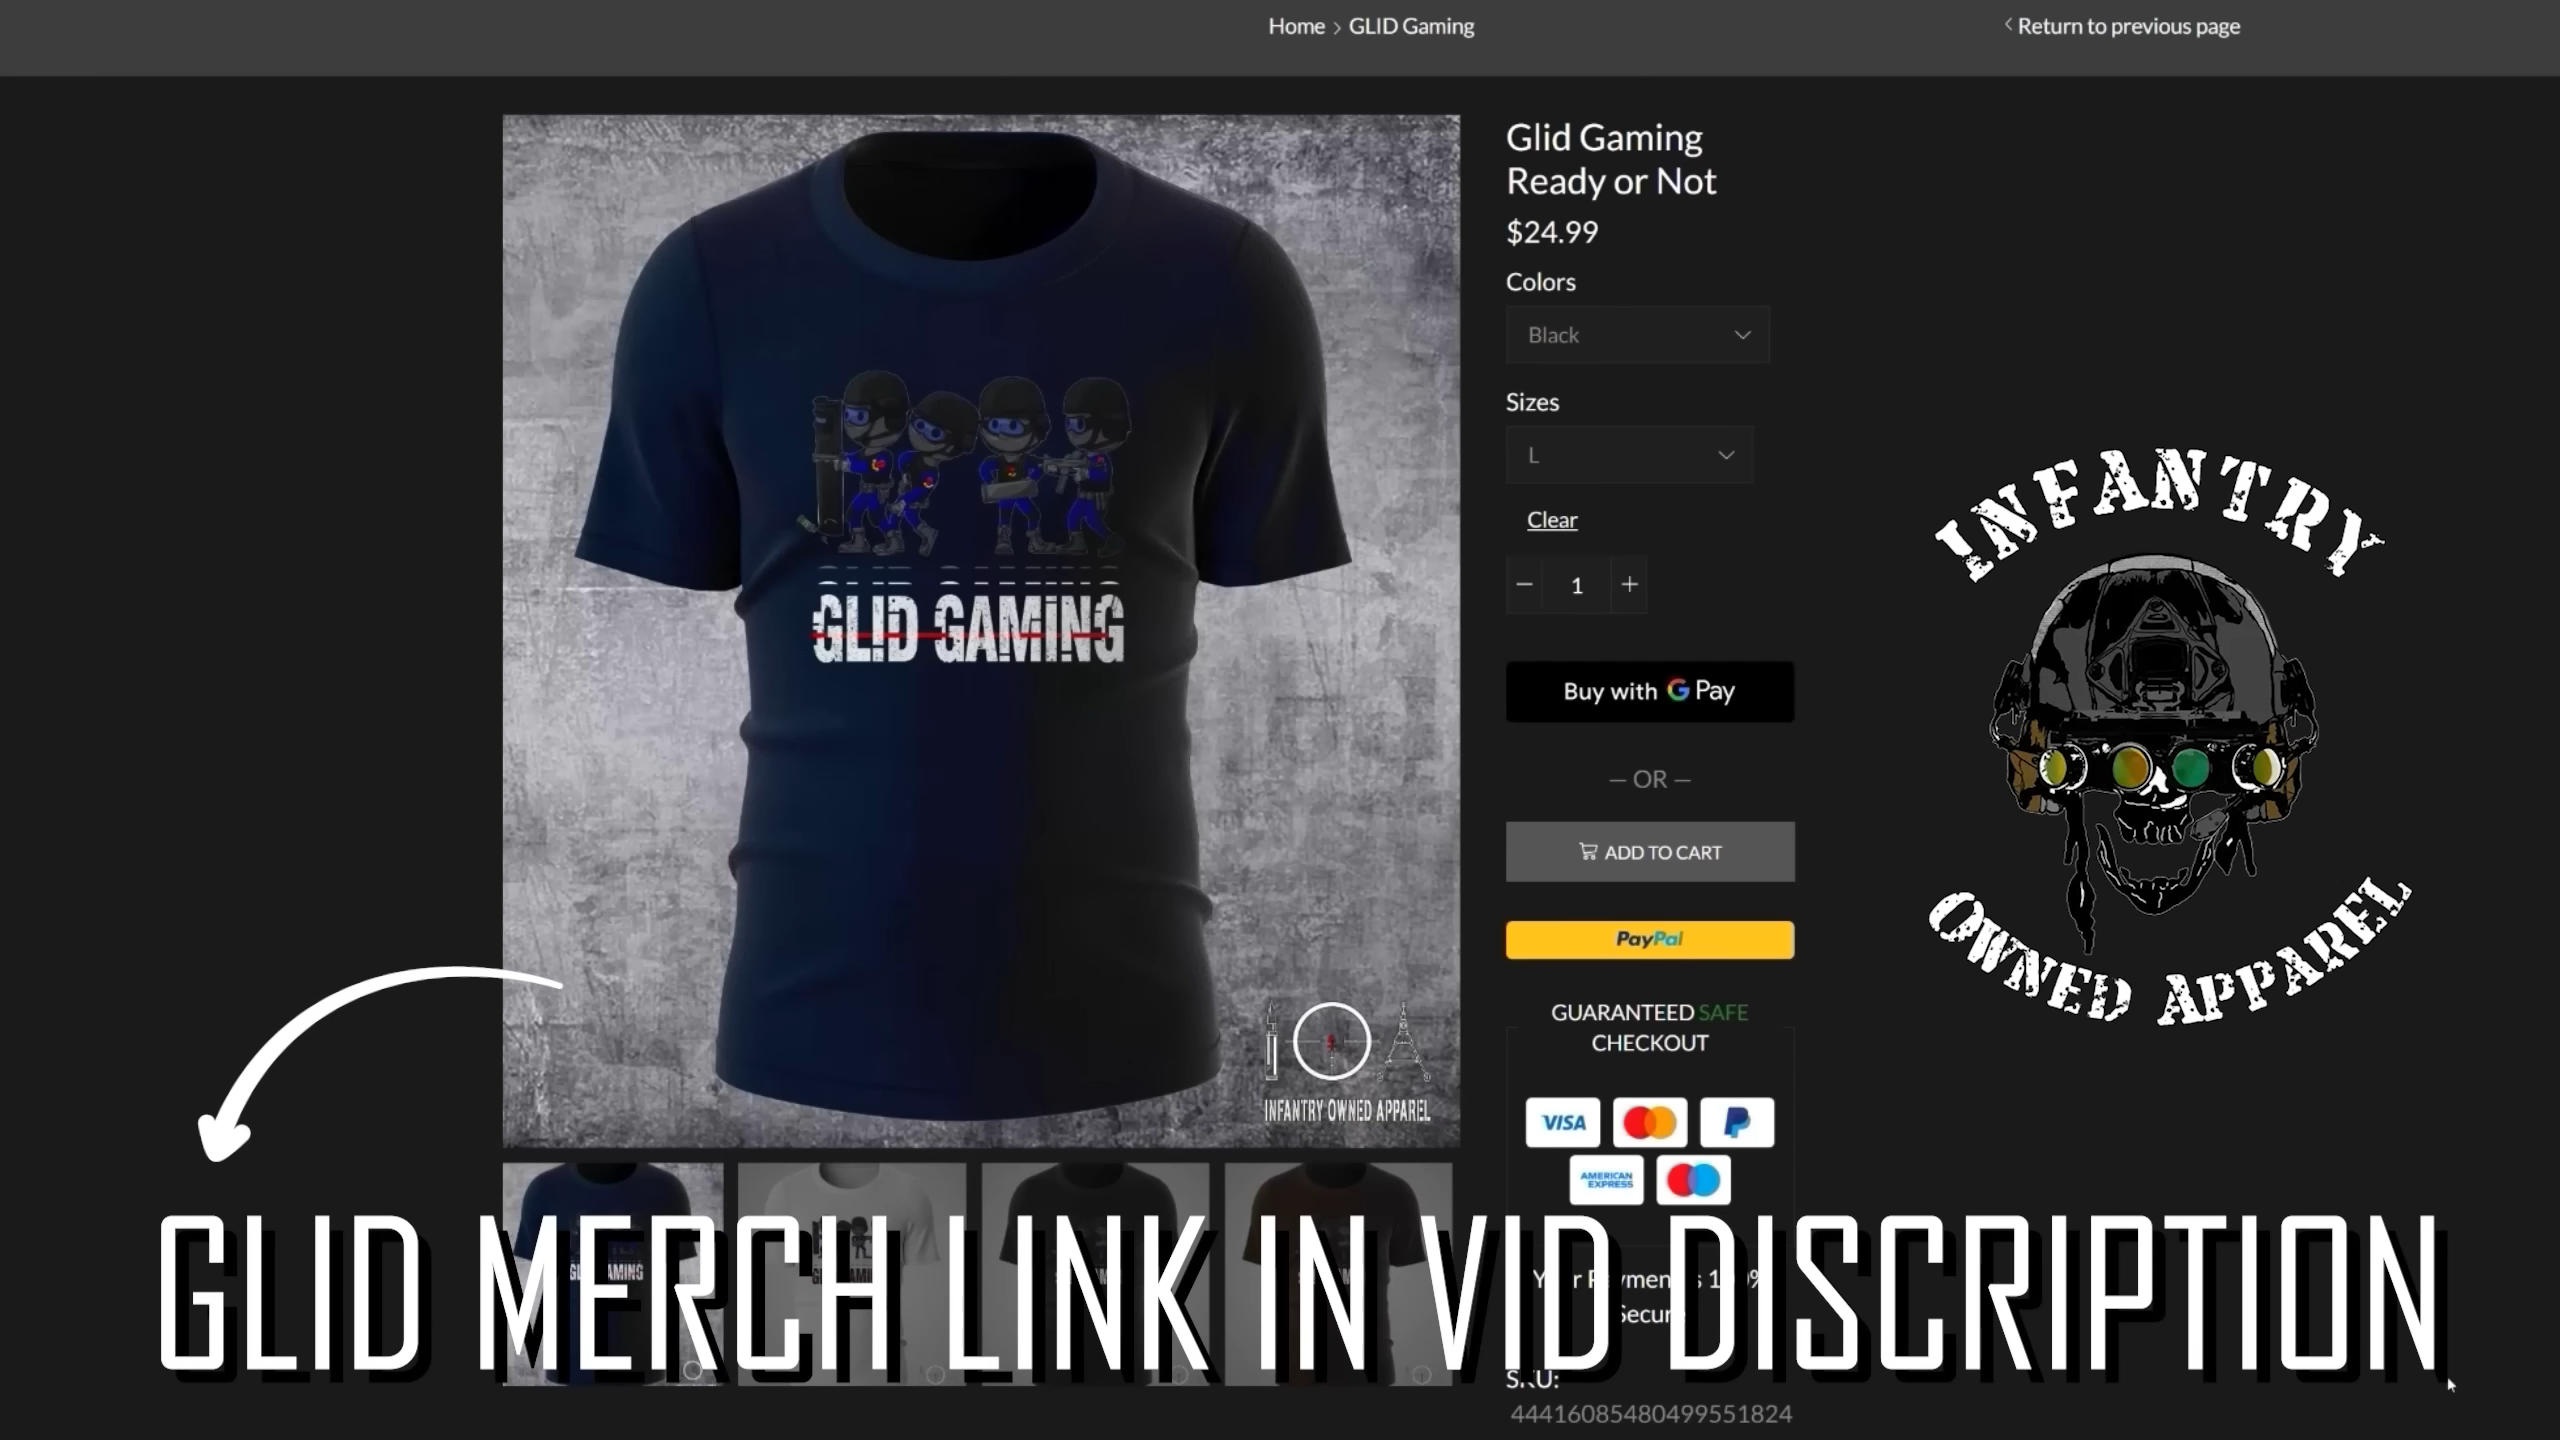 Home > GLID Gaming
< Return to previous page
Glid Gaming
Ready or Not
$24.99
Colors
Black
Sizes
L
Clear
− 1 +
Buy with G Pay
— OR —
ADD TO CART
PayPal
GUARANTEED SAFE
CHECKOUT
VISA
AMERICAN
EXPRESS
SKU:
44416085480499551824
GLID GAMING
INFANTRY OWNED APPAREL
INFANTRY
OWNED APPAREL
GLID MERCH LINK IN VID DISCRIPTION